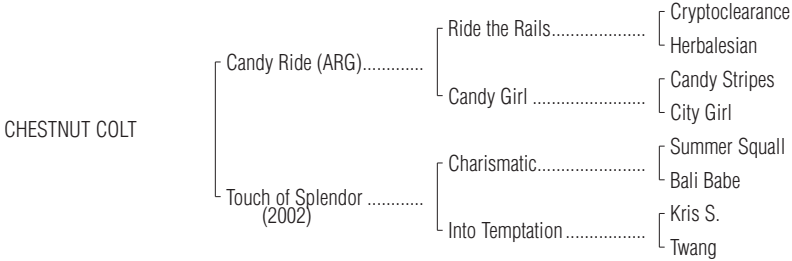 Cryptoclearance
Ride the Rails....................
Herbalesian
Candy Ride (ARG).............
Candy Stripes
Candy Girl ........................
City Girl
CHESTNUT COLT
Summer Squall
Charismatic.......................
Bali Babe
Touch of Splendor ............
(2002)
Kris S.
Into Temptation.................
Twang